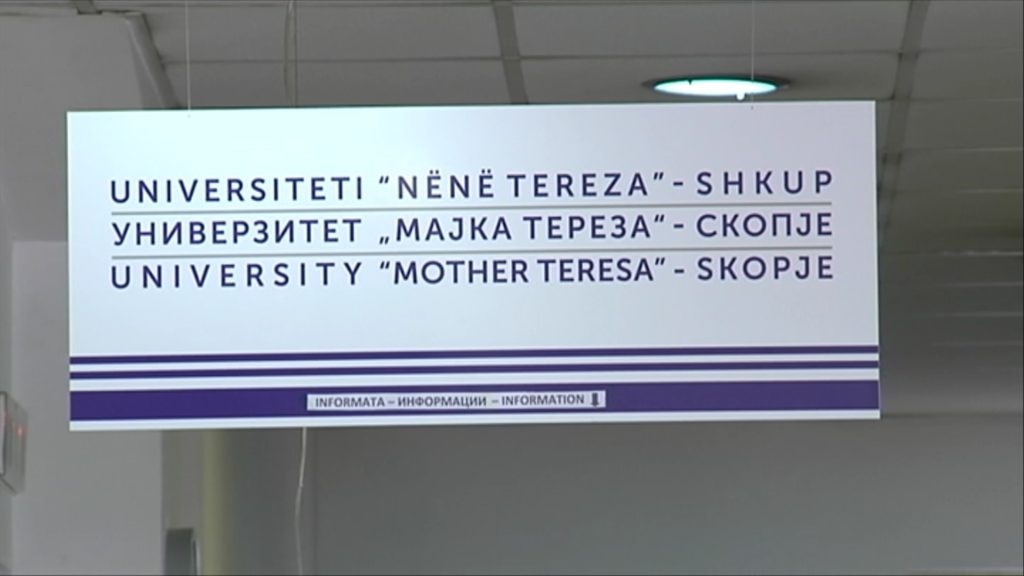 UNIVERSITETI “NËNË TEREZA” - SHKUP
УНИВЕРЗИТЕТ „МАЈКА ТЕРЕЗА“ - СКОПЈЕ
UNIVERSITY “MOTHER TERESA” - SKOPJE
INFORMATA – ИНФОРМАЦИИ – INFORMATION ⬇